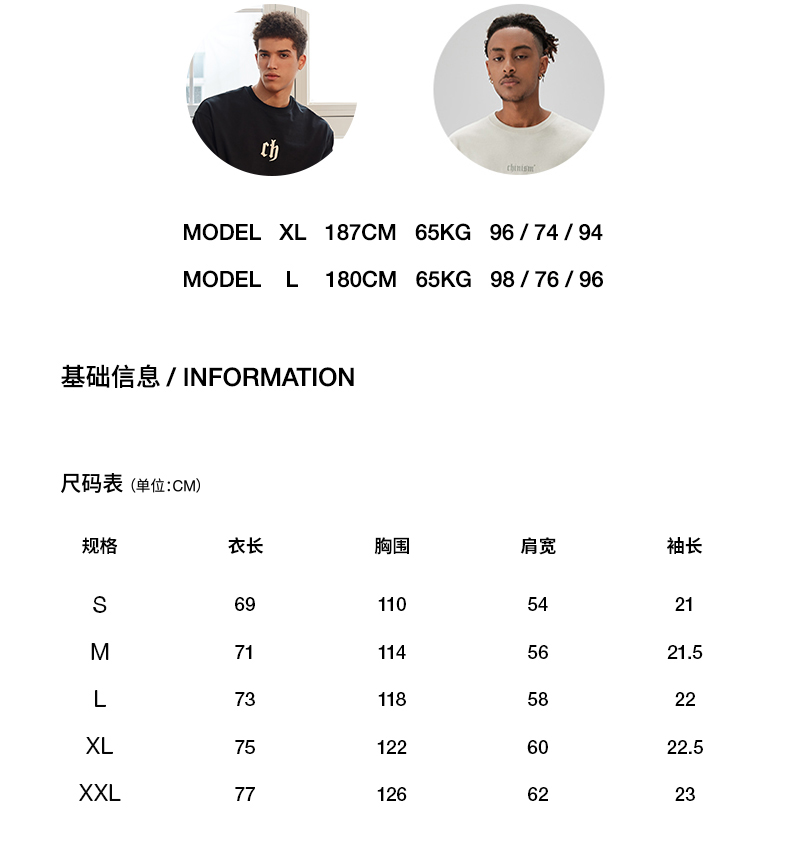 ch
chinism
MODEL XL 187CM 65KG 96 / 74 / 94
MODEL L 180CM 65KG 98 / 76 / 96
基础信息 / INFORMATION
尺码表 (单位:CM)
规格 衣长 胸围 肩宽 袖长
S 69 110 54 21
M 71 114 56 21.5
L 73 118 58 22
XL 75 122 60 22.5
XXL 77 126 62 23